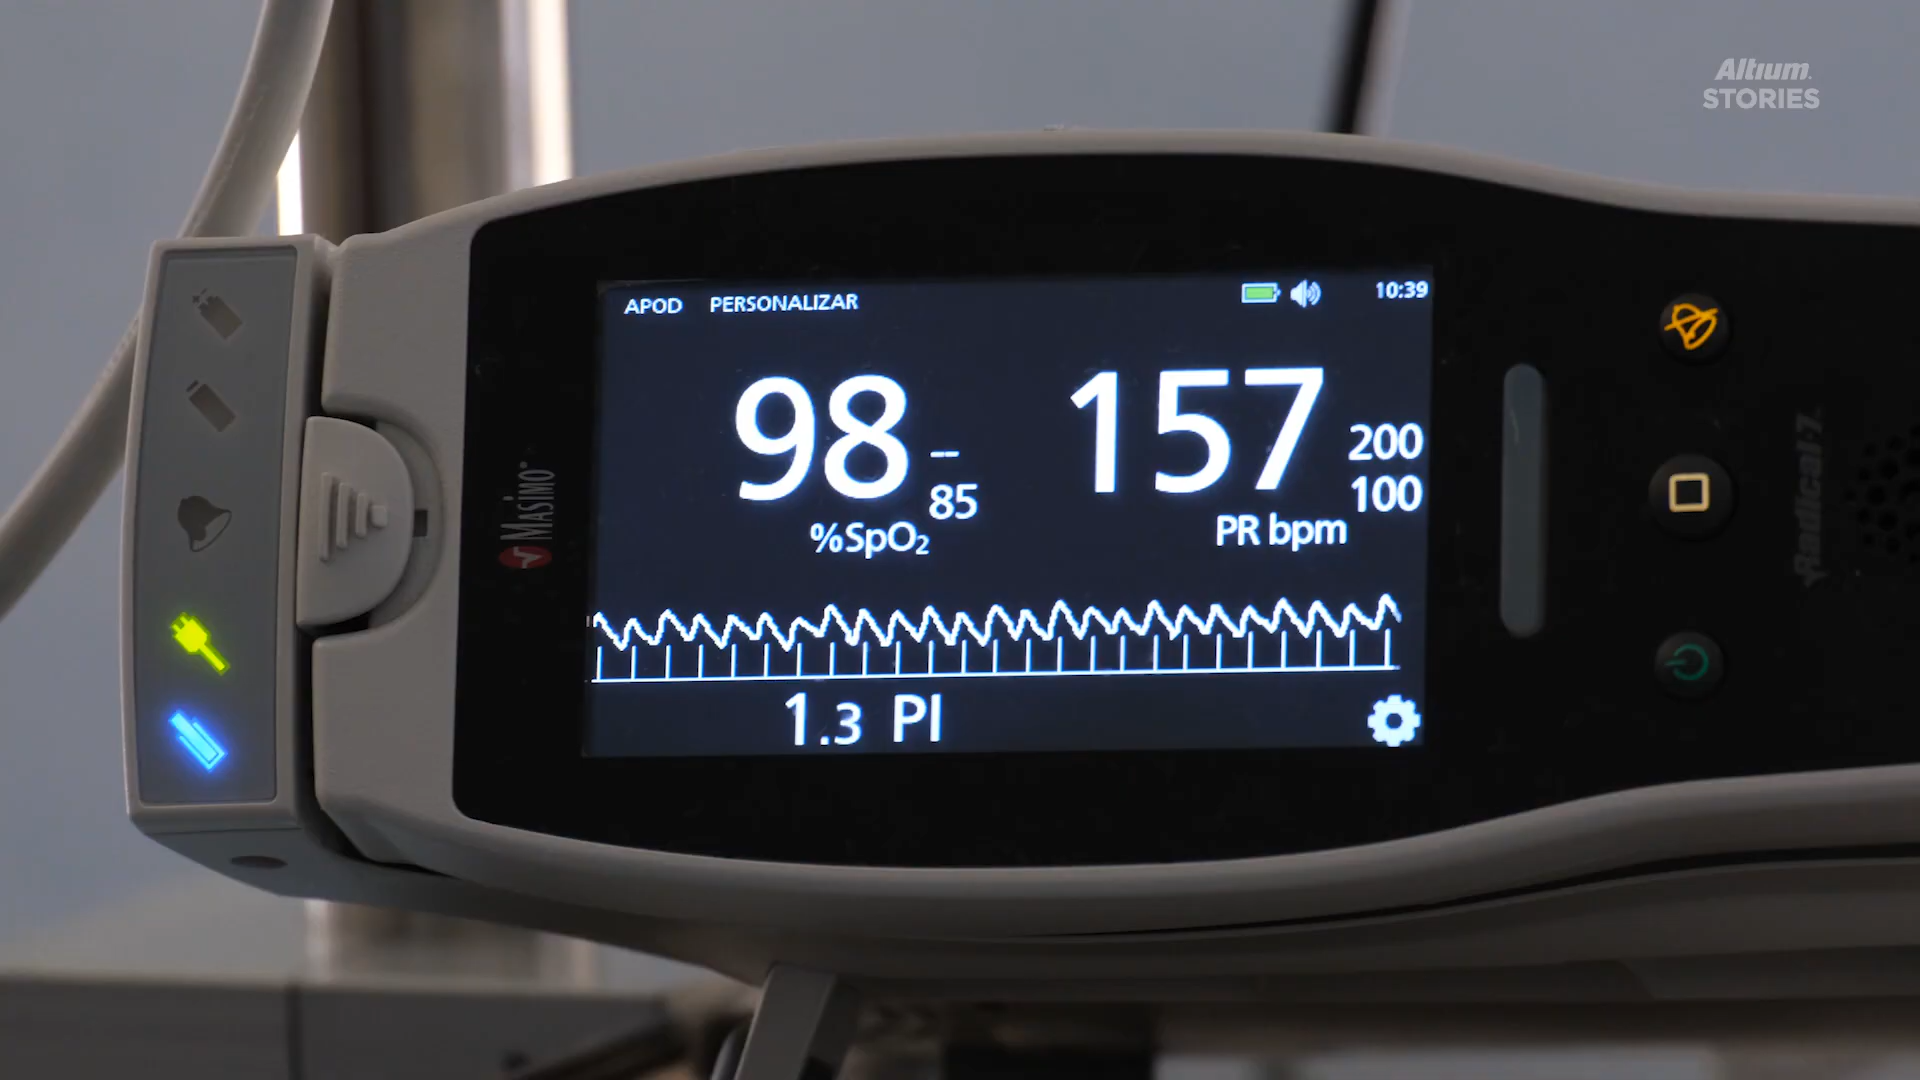 Altium.
STORIES
APOD PERSONALIZAR 10:39
98 -- 85
%SpO₂
157 200 100
PR bpm
1.3 PI
Masimo
Radical-7